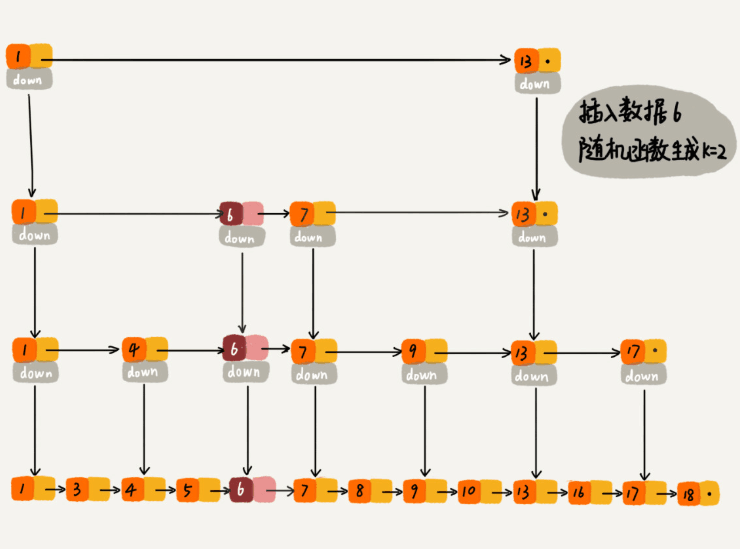 1 13
down down
插入数据6
随机函数生成K=2
1 6 7 13
down down down down
1 4 6 7 9 13 17
down down down down down down down
1 3 4 5 6 7 8 9 10 13 16 17 18